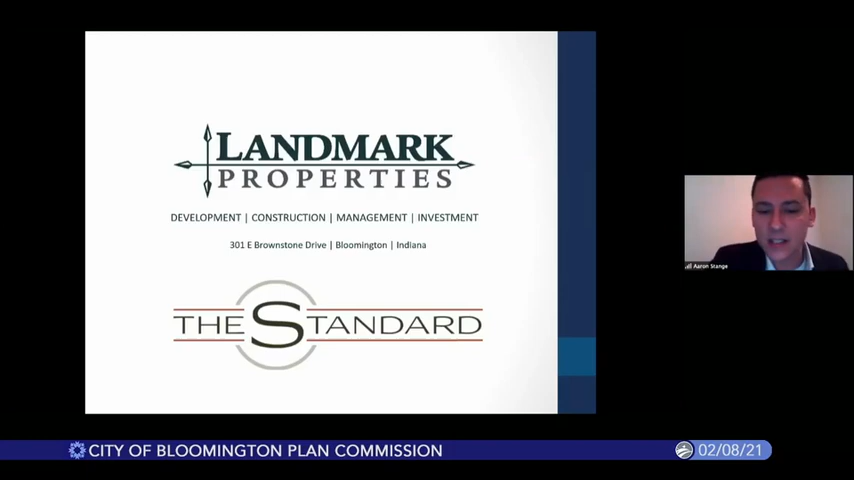 LANDMARK
PROPERTIES
DEVELOPMENT | CONSTRUCTION | MANAGEMENT | INVESTMENT
301 E Brownstone Drive | Bloomington | Indiana
THE STANDARD
Aaron Stange
CITY OF BLOOMINGTON PLAN COMMISSION
02/08/21